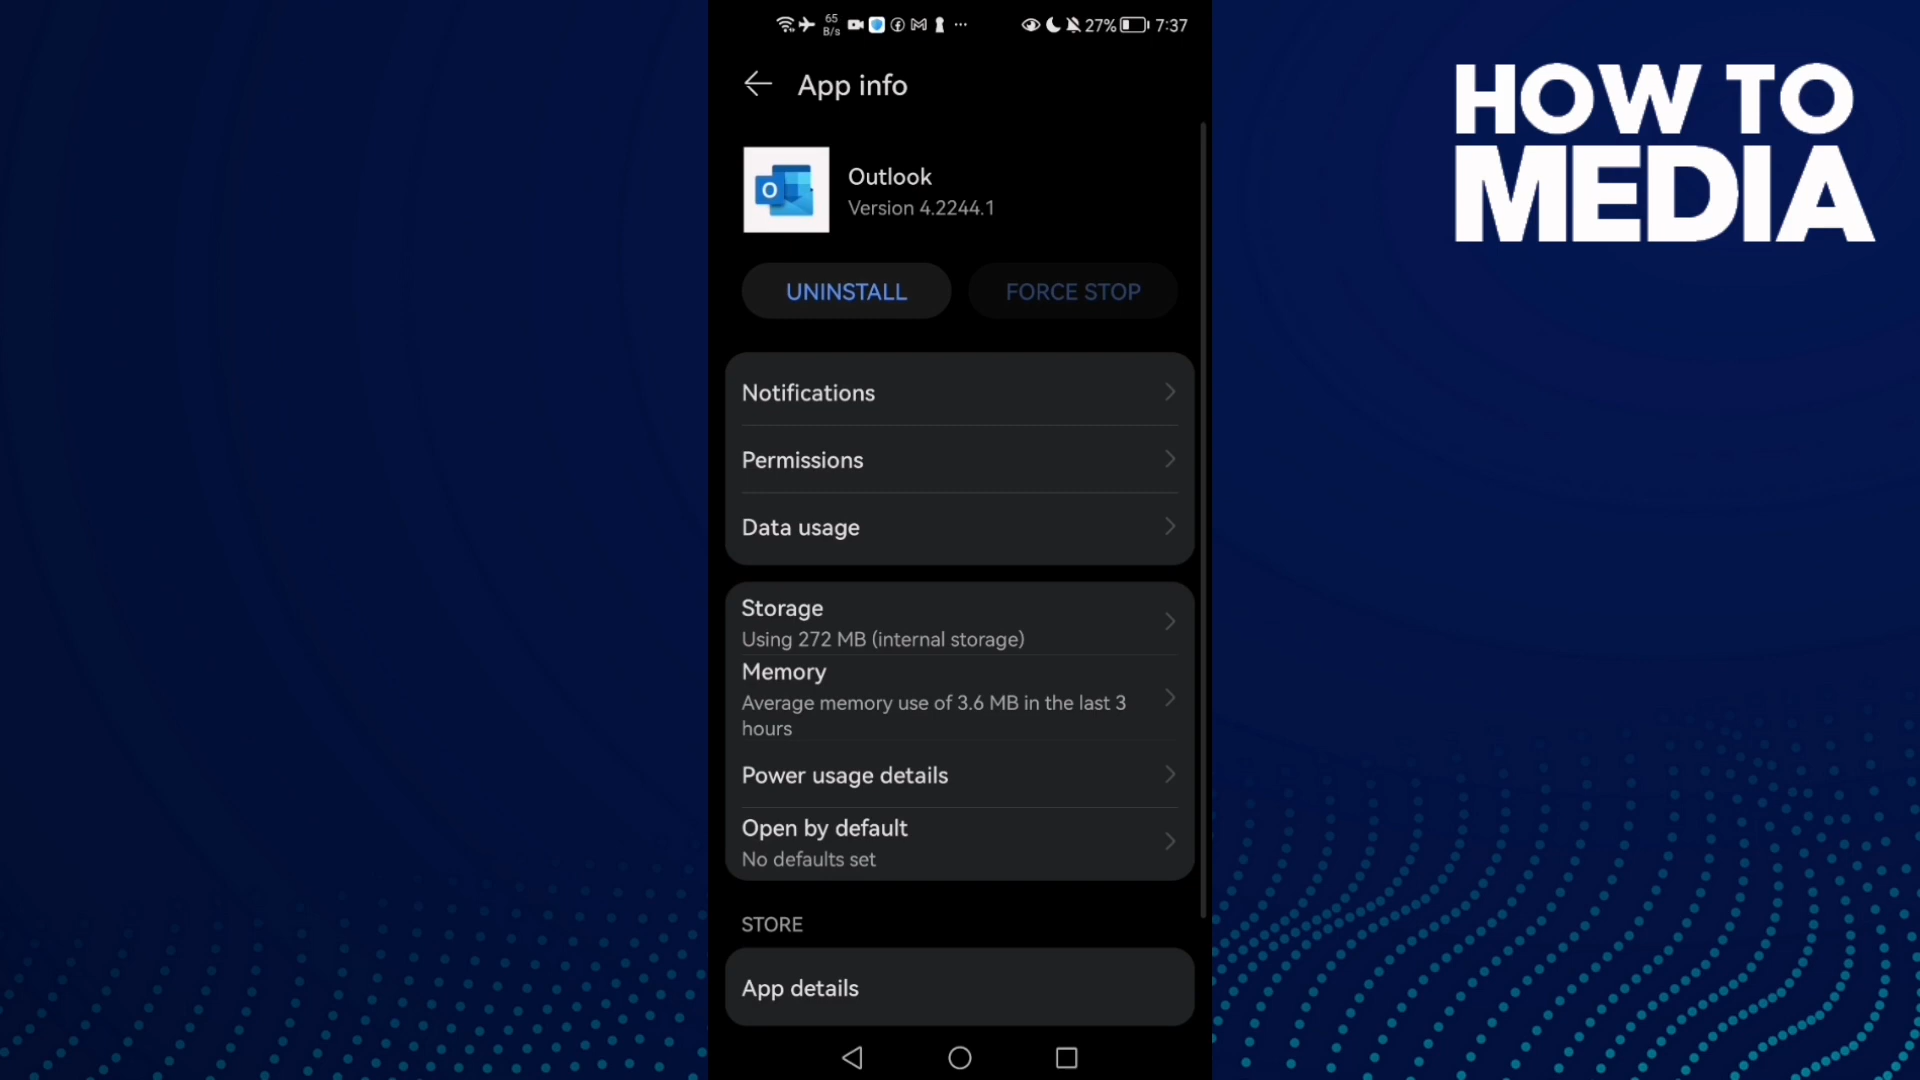 65
B/s
27%
7:37
App info
HOW TO
MEDIA
Outlook
Version 4.2244.1
UNINSTALL
FORCE STOP
Notifications
Permissions
Data usage
Storage
Using 272 MB (internal storage)
Memory
Average memory use of 3.6 MB in the last 3
hours
Power usage details
Open by default
No defaults set
STORE
App details